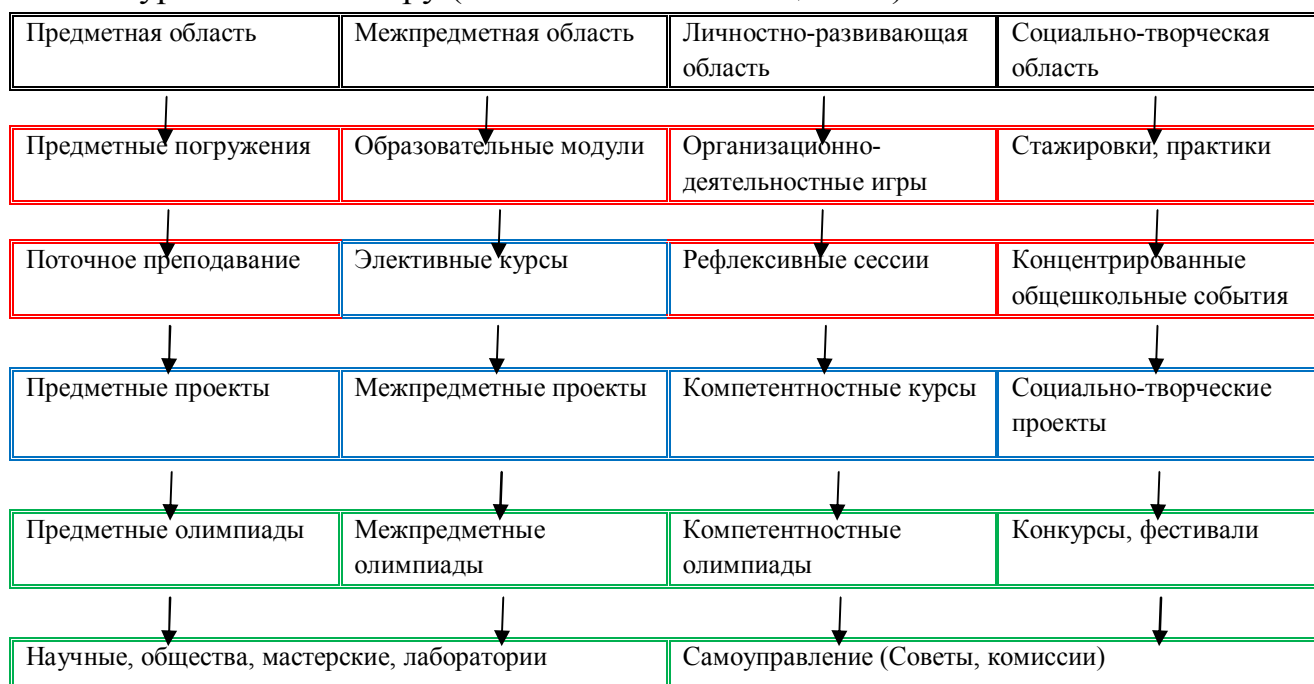 Предметная область
Межпредметная область
Личностно-развивающая
область
Социально-творческая
область
Предметные погружения
Образовательные модули
Организационно-
деятельностные игры
Стажировки, практики
Поточное преподавание
Элективные курсы
Рефлексивные сессии
Концентрированные
общешкольные события
Предметные проекты
Межпредметные проекты
Компетентностные курсы
Социально-творческие
проекты
Предметные олимпиады
Межпредметные
олимпиады
Компетентностные
олимпиады
Конкурсы, фестивали
Научные, общества, мастерские, лаборатории
Самоуправление (Советы, комиссии)